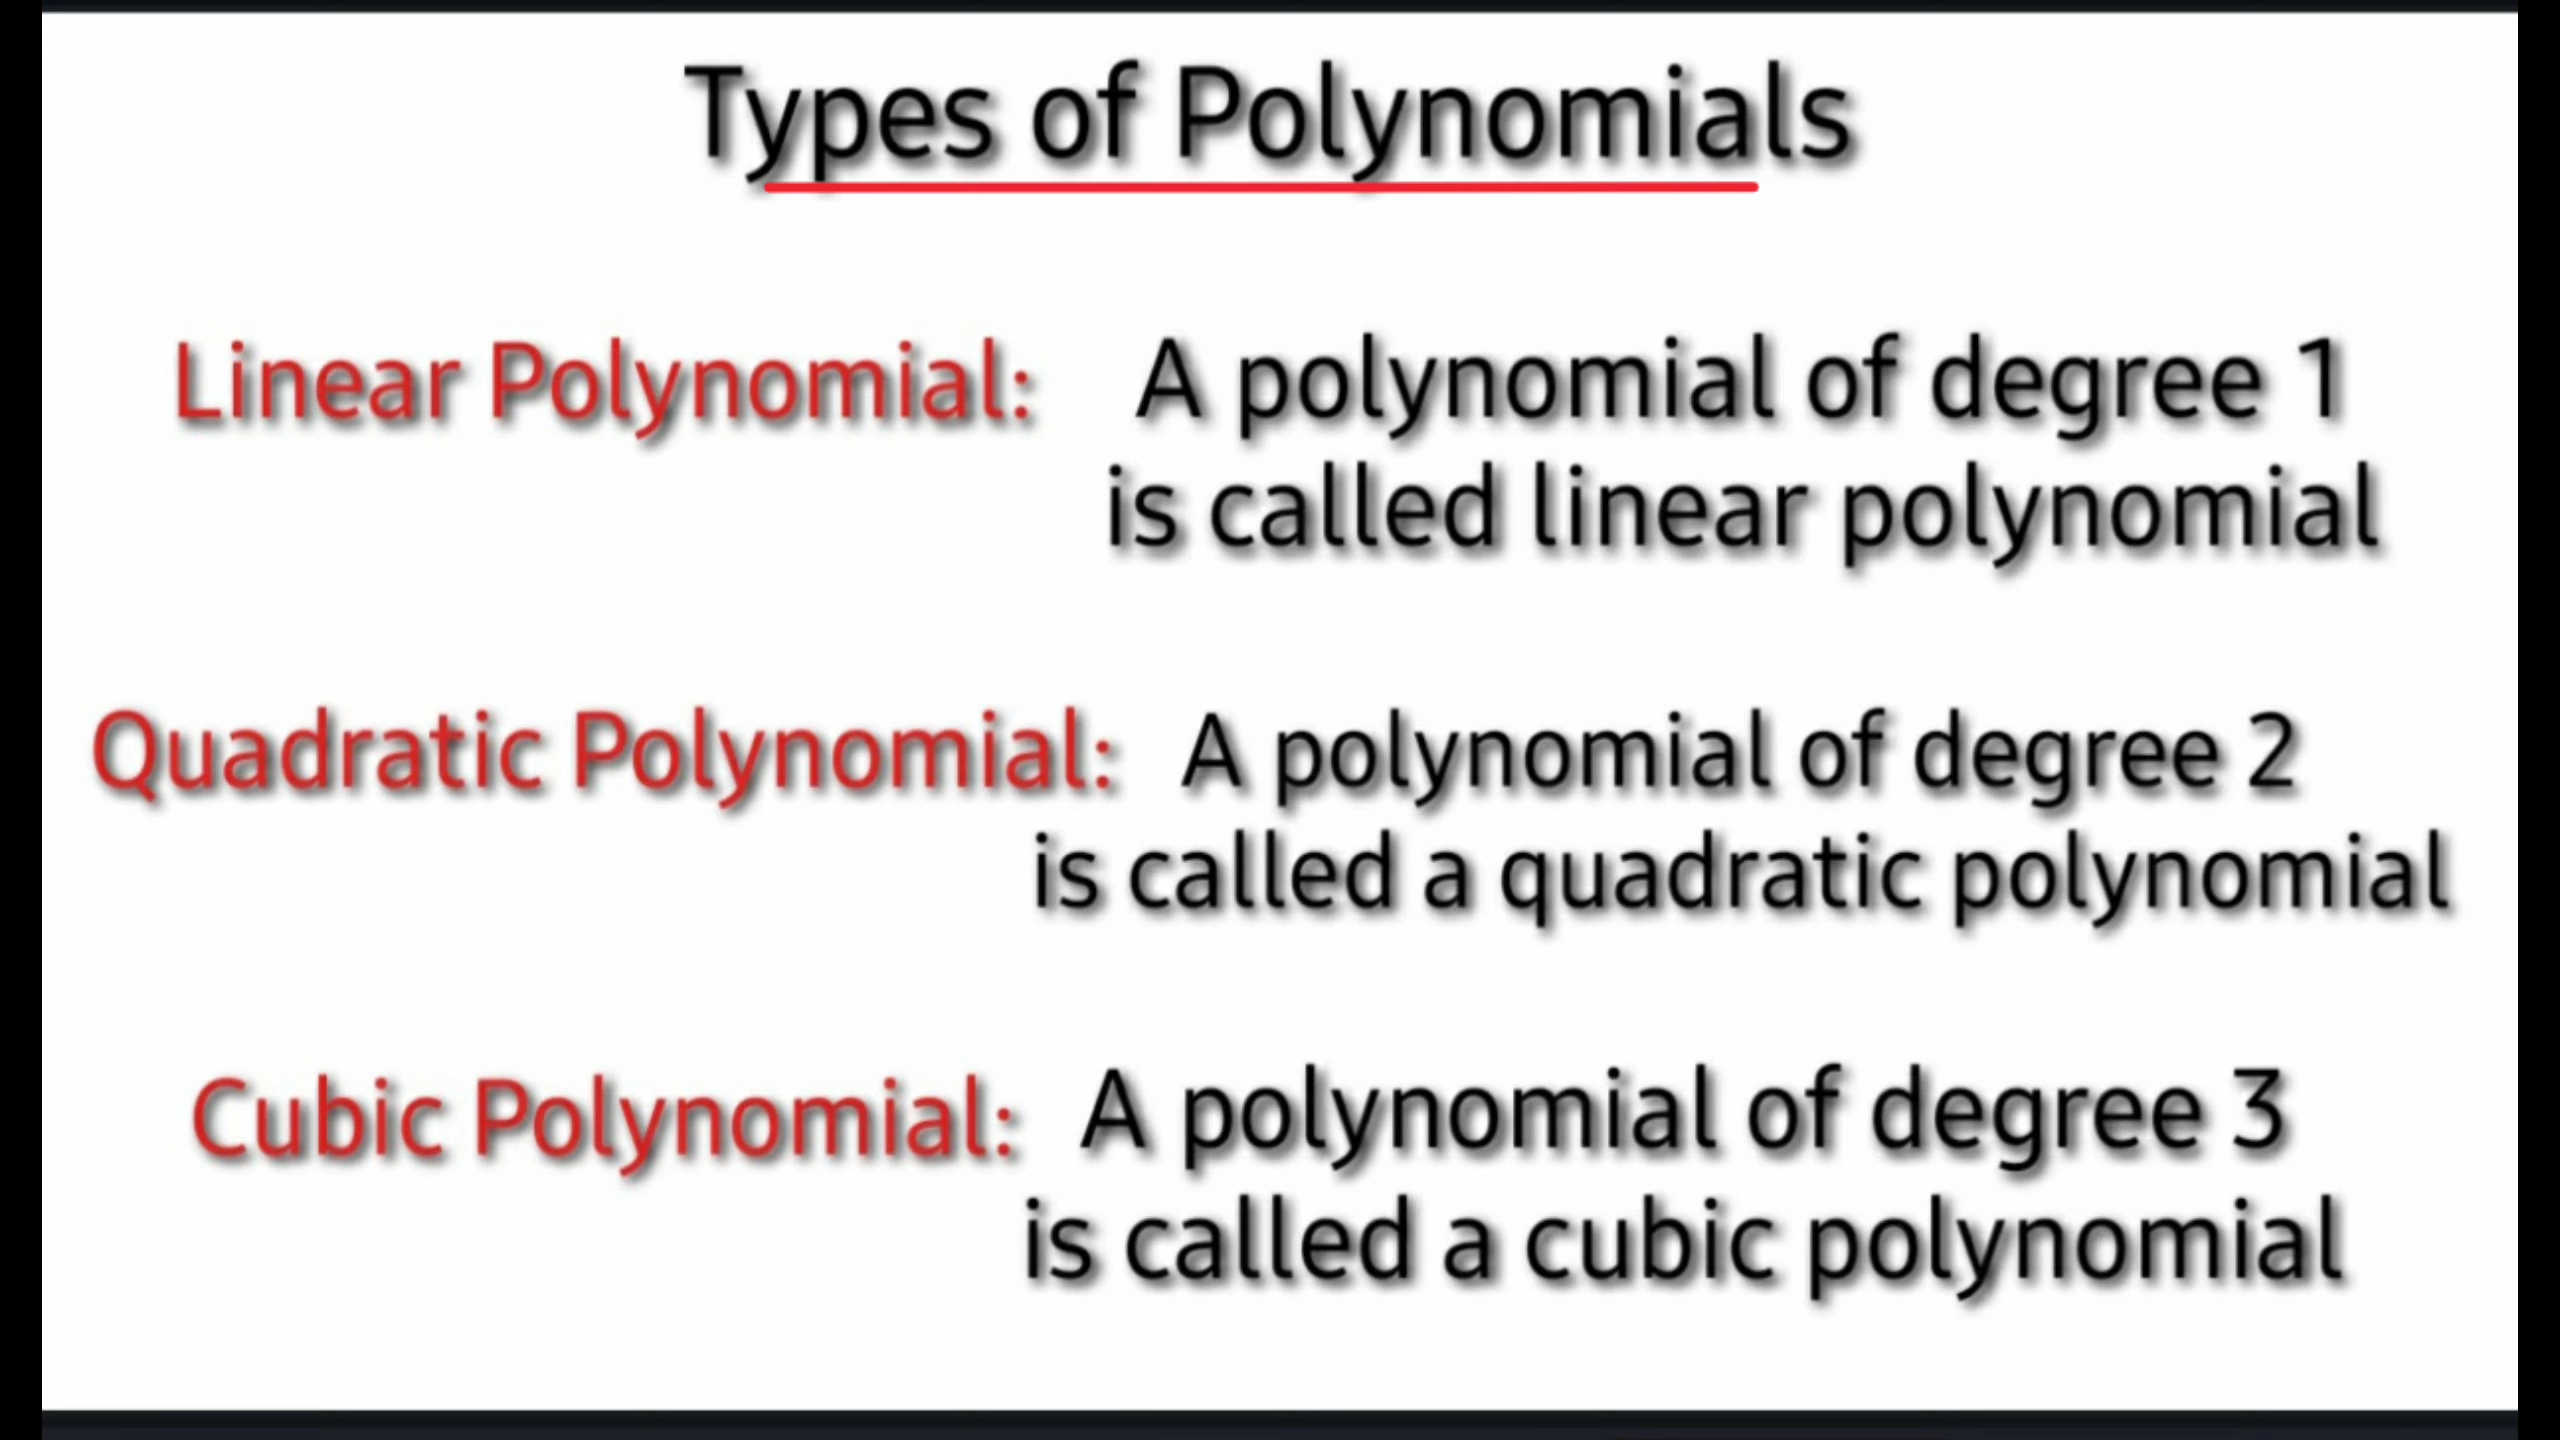 Types of Polynomials
Linear Polynomial: A polynomial of degree 1
is called linear polynomial
Quadratic Polynomial: A polynomial of degree 2
is called a quadratic polynomial
Cubic Polynomial: A polynomial of degree 3
is called a cubic polynomial